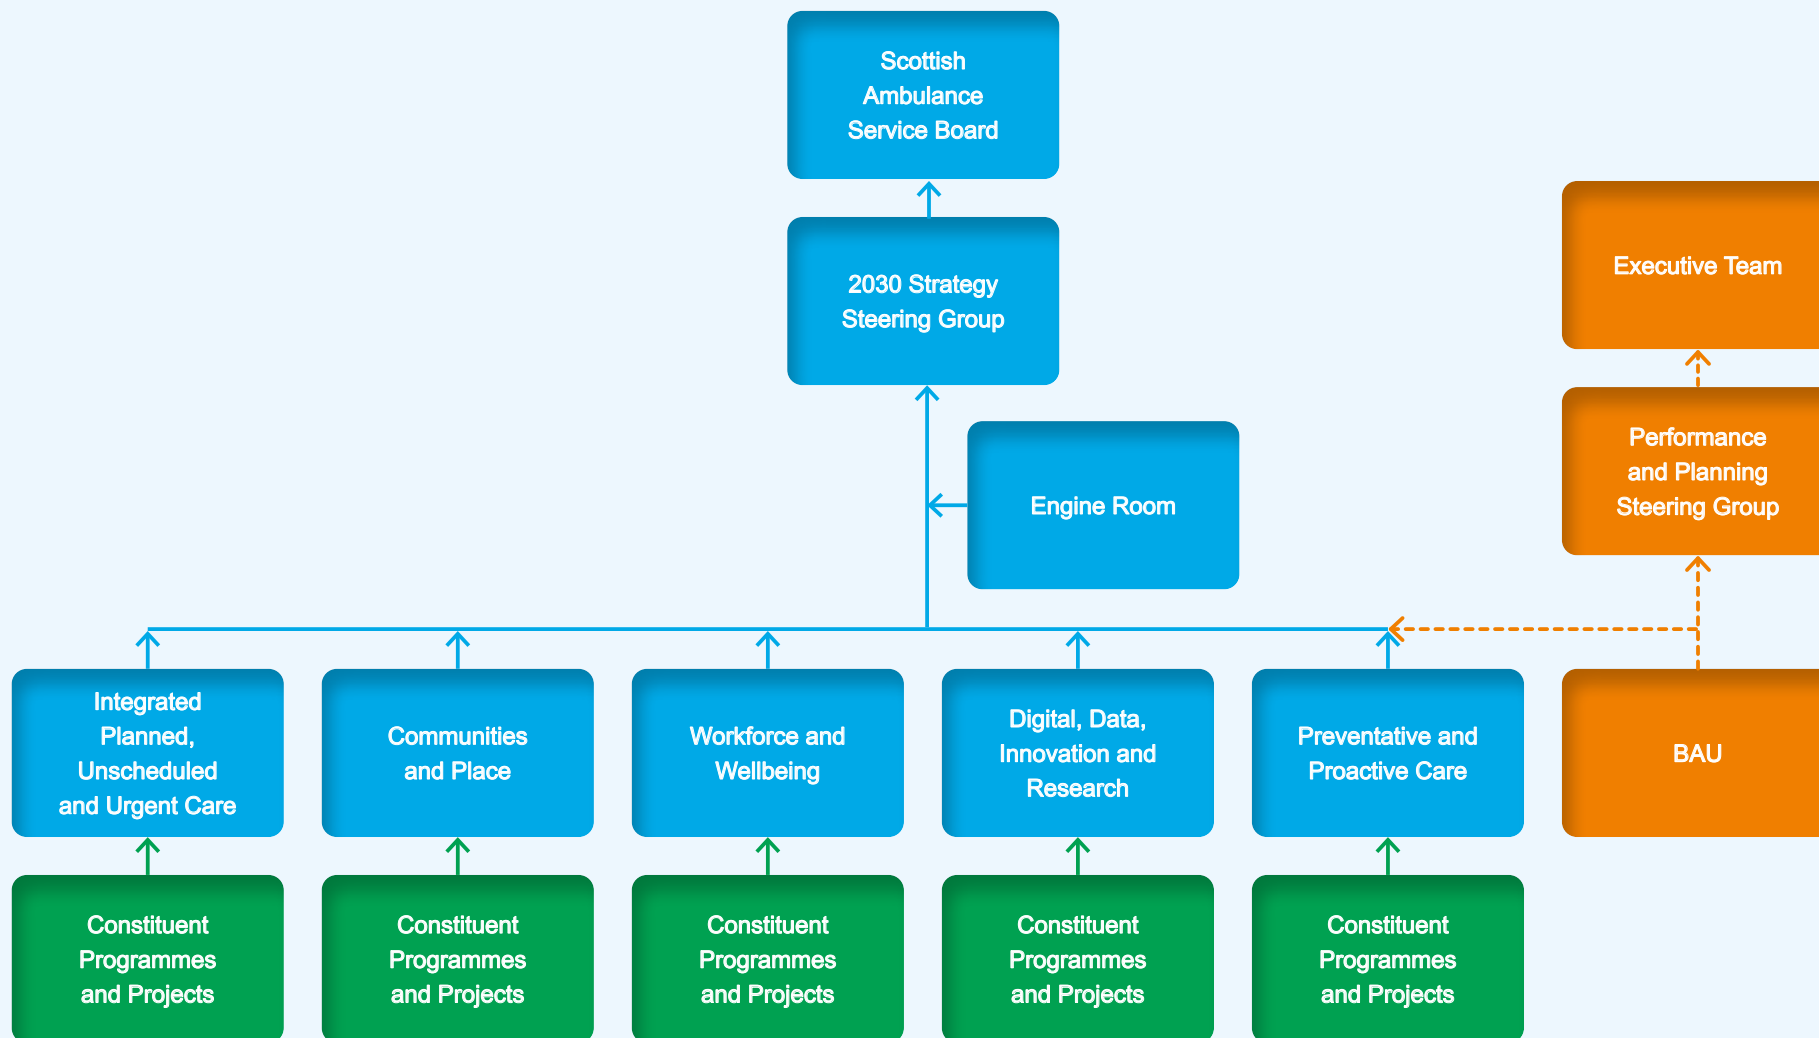 Scottish
Ambulance
Service Board
2030 Strategy
Steering Group
Executive Team
Engine Room
Performance
and Planning
Steering Group
Integrated
Planned,
Unscheduled
and Urgent Care
Communities
and Place
Workforce and
Wellbeing
Digital, Data,
Innovation and
Research
Preventative and
Proactive Care
BAU
Constituent
Programmes
and Projects
Constituent
Programmes
and Projects
Constituent
Programmes
and Projects
Constituent
Programmes
and Projects
Constituent
Programmes
and Projects